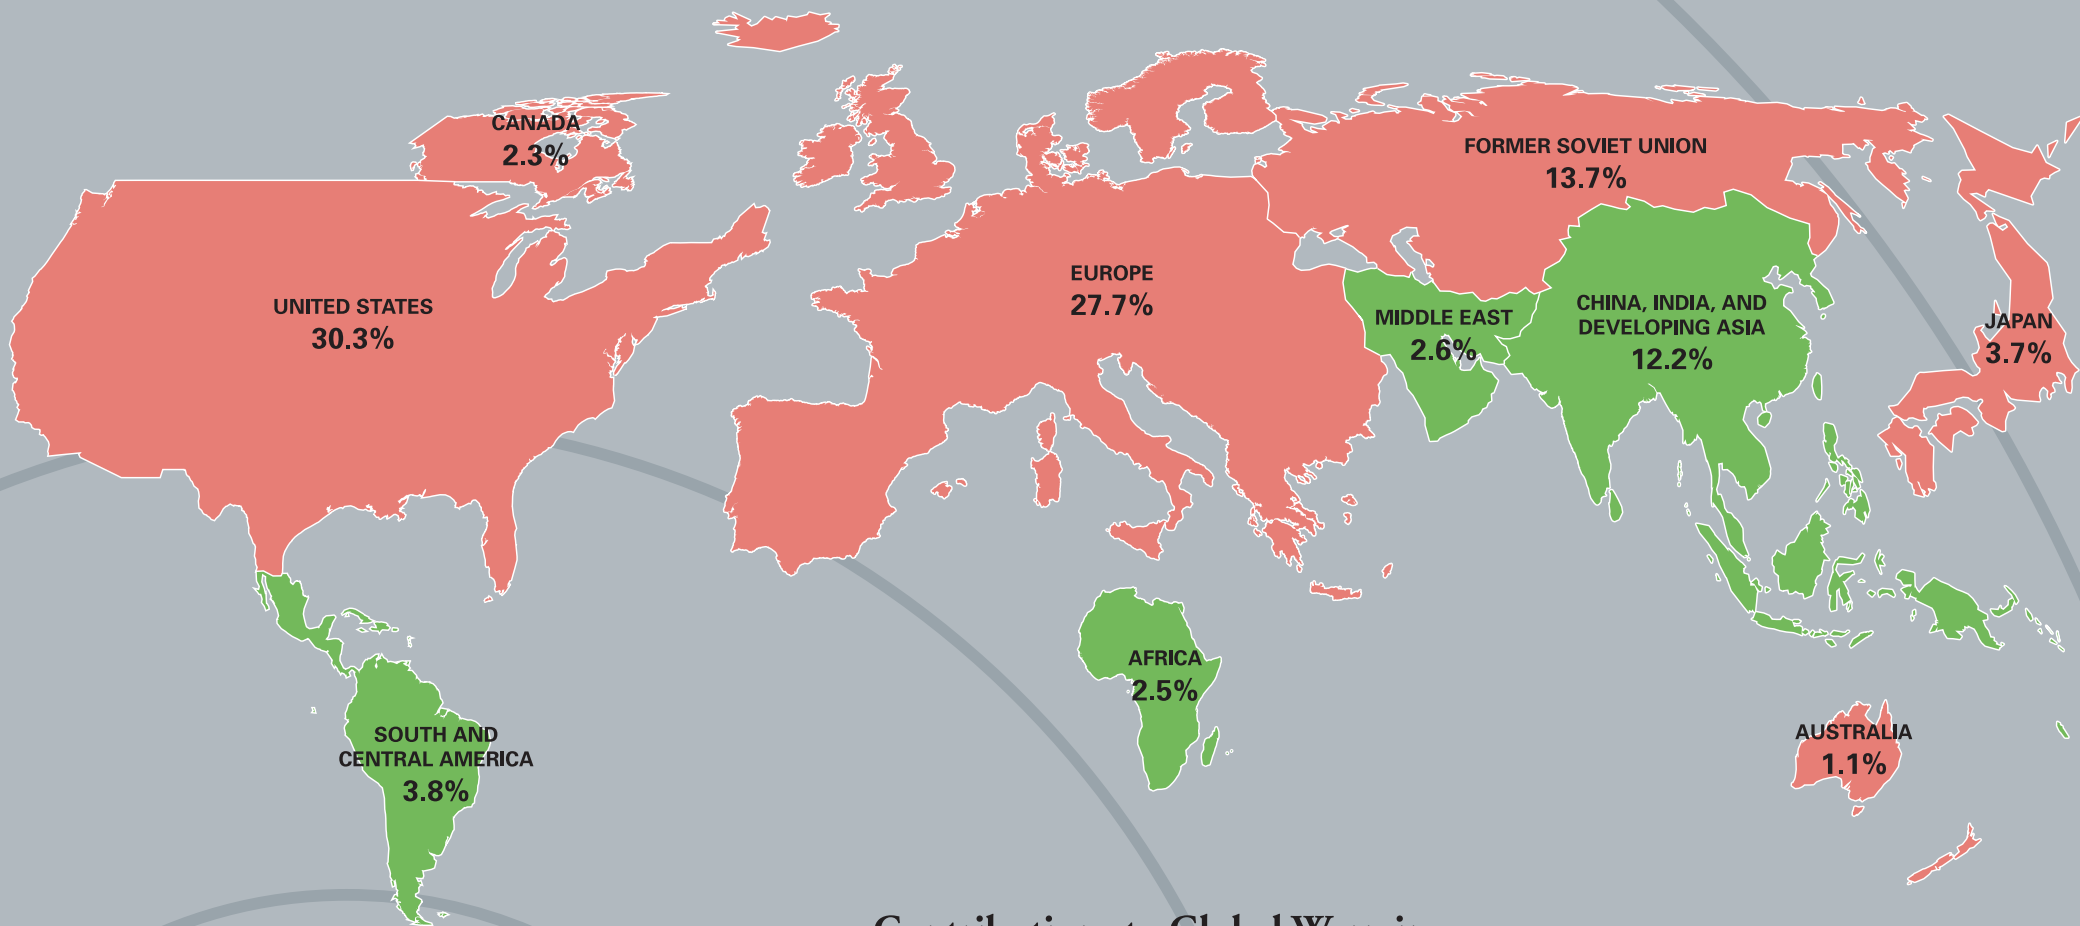 CANADA
2.3%
FORMER SOVIET UNION
13.7%
UNITED STATES
30.3%
EUROPE
27.7%
MIDDLE EAST
2.6%
CHINA, INDIA, AND
DEVELOPING ASIA
12.2%
JAPAN
3.7%
AFRICA
2.5%
SOUTH AND
CENTRAL AMERICA
3.8%
AUSTRALIA
1.1%